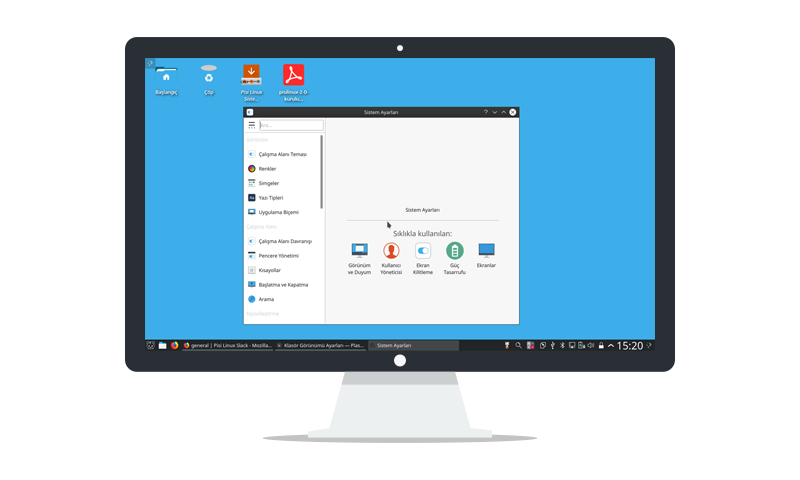 Başlangıç
Çöp
Pisi Linux
Siste...
pisilinux-2-0-
kurulu...
Sistem Ayarları
Ara...
Görünüm
Çalışma Alanı Teması
Renkler
Simgeler
Yazı Tipleri
Uygulama Biçemi
Çalışma Alanı
Çalışma Alanı Davranışı
Pencere Yönetimi
Kısayollar
Başlatma ve Kapatma
Arama
Kişiselleştirme
Sistem Ayarları
Sıklıkla kullanılan:
Görünüm
ve Duyum
Kullanıcı
Yöneticisi
Ekran
Kilitleme
Güç
Tasarrufu
Ekranlar
general | Pisi Linux Slack - Mozilla...
Klasör Görünümü Ayarları — Plas...
Sistem Ayarları
15:20